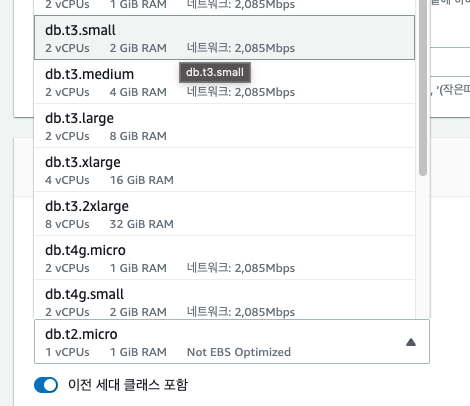 2 vCPUs 1 GiB RAM 네트워크: 2,085Mbps
db.t3.small
2 vCPUs 2 GiB RAM 네트워크: 2,085Mbps
db.t3.medium
db.t3.small
2 vCPUs 4 GiB RAM 네트워크: 2,085Mbps
db.t3.large
2 vCPUs 8 GiB RAM
db.t3.xlarge
4 vCPUs 16 GiB RAM
db.t3.2xlarge
8 vCPUs 32 GiB RAM
db.t4g.micro
2 vCPUs 1 GiB RAM 네트워크: 2,085Mbps
db.t4g.small
2 vCPUs 2 GiB RAM 네트워크: 2,085Mbps
db.t2.micro
1 vCPUs 1 GiB RAM Not EBS Optimized
이전 세대 클래스 포함